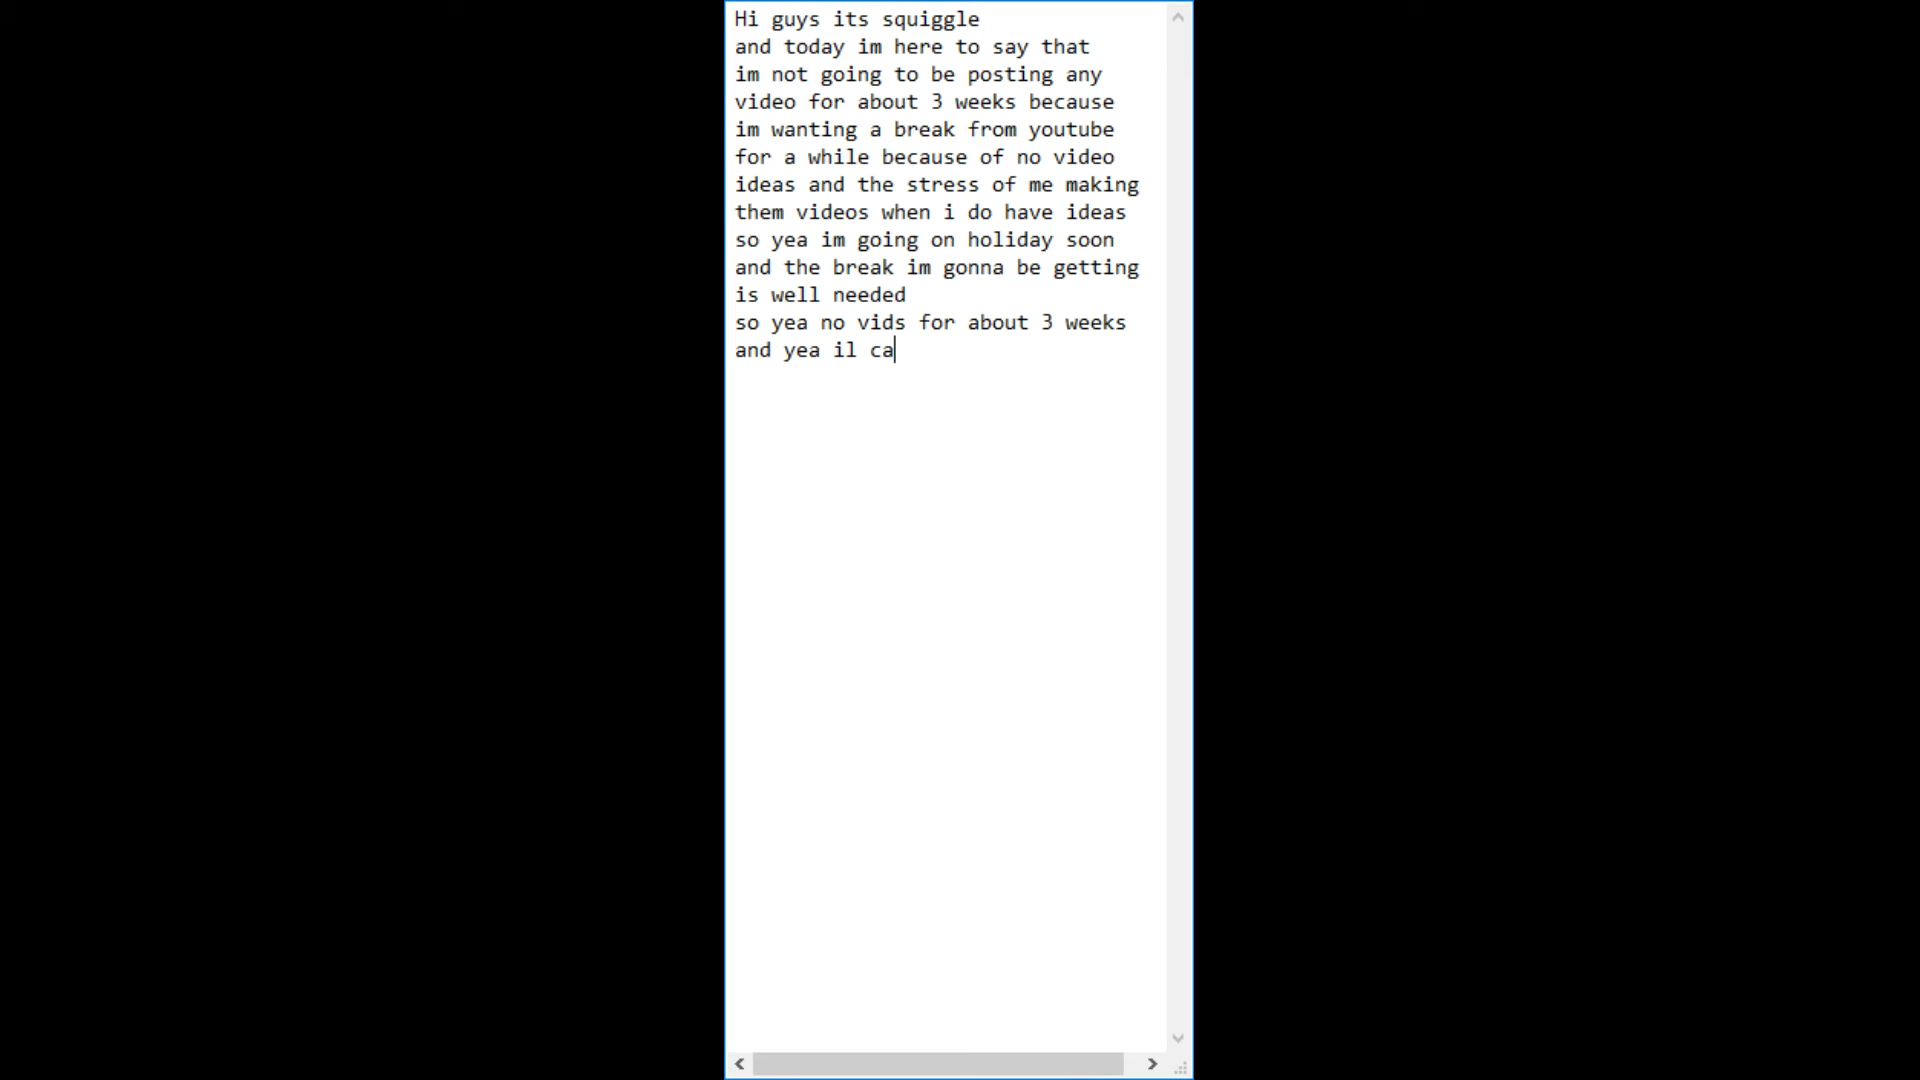 Hi guys its squiggle
and today im here to say that
im not going to be posting any
video for about 3 weeks because
im wanting a break from youtube
for a while because of no video
ideas and the stress of me making
them videos when i do have ideas
so yea im going on holiday soon
and the break im gonna be getting
is well needed
so yea no vids for about 3 weeks
and yea il ca